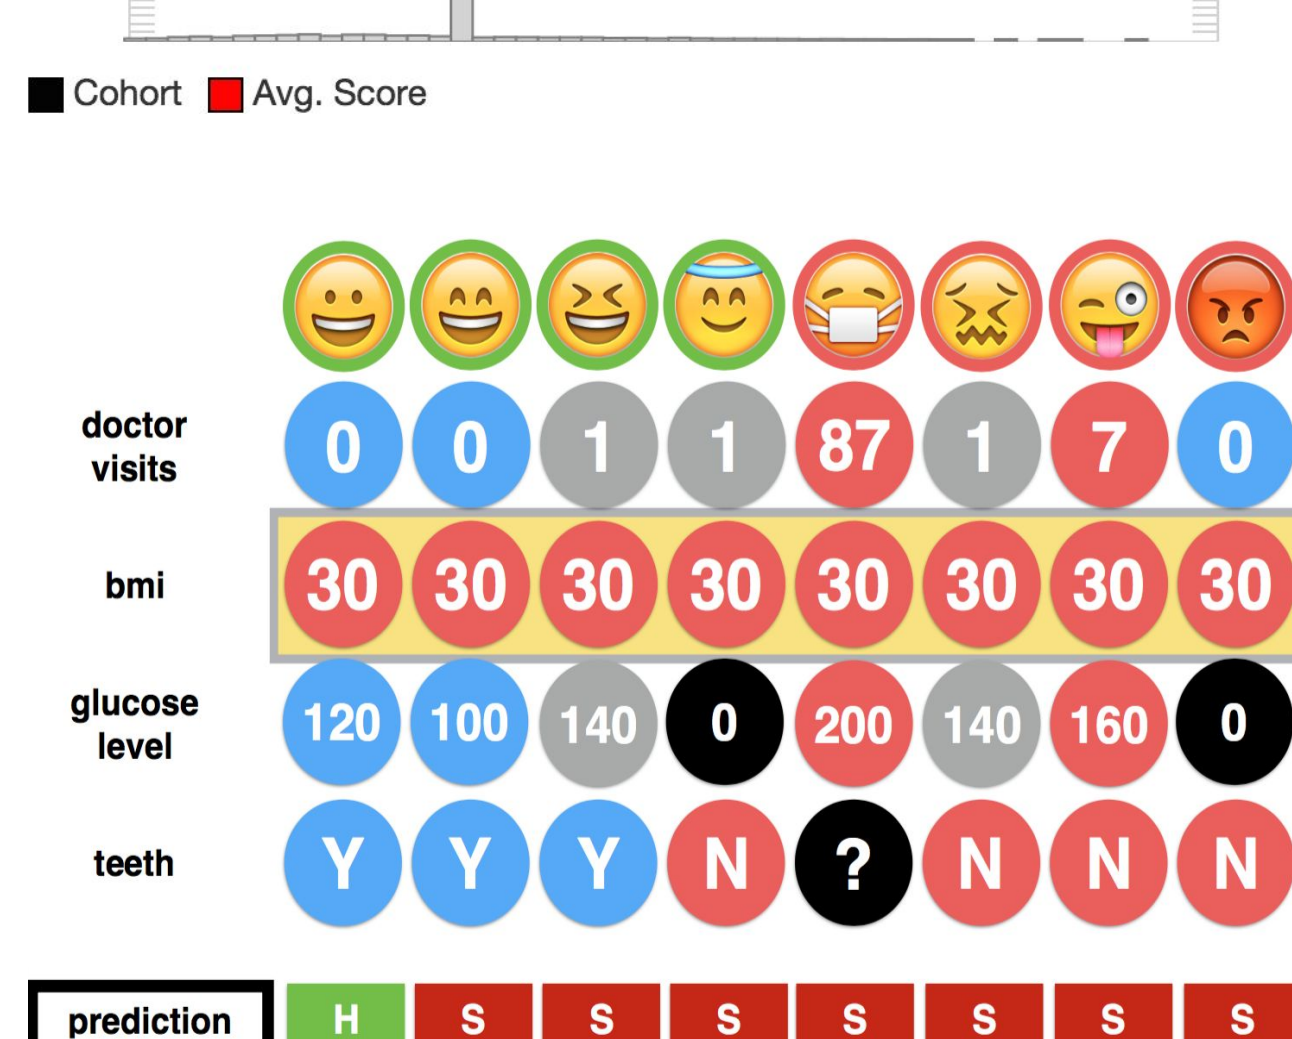 Cohort Avg. Score
doctor
visits
0 0 1 1 87 1 7 0
bmi
30 30 30 30 30 30 30 30
glucose
level
120 100 140 0 200 140 160 0
teeth
Y Y Y N ? N N N
prediction H S S S S S S S